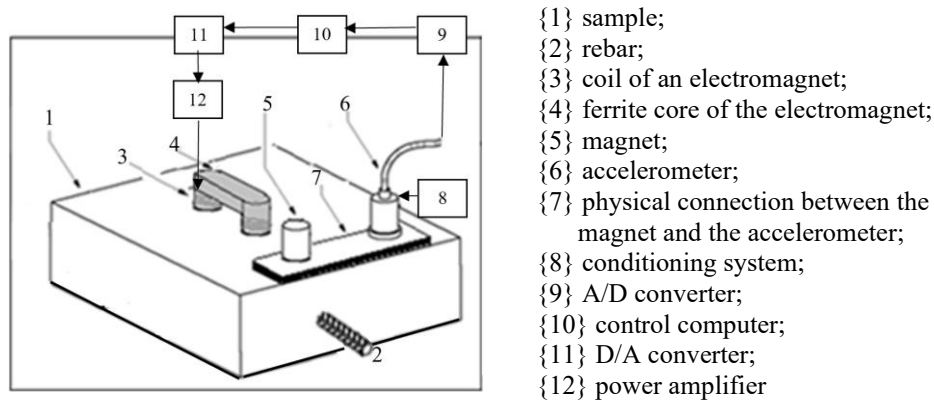 11
10
9
12
5
6
1
4
3
7
8
2
{1} sample;
{2} rebar;
{3} coil of an electromagnet;
{4} ferrite core of the electromagnet;
{5} magnet;
{6} accelerometer;
{7} physical connection between the
magnet and the accelerometer;
{8} conditioning system;
{9} A/D converter;
{10} control computer;
{11} D/A converter;
{12} power amplifier